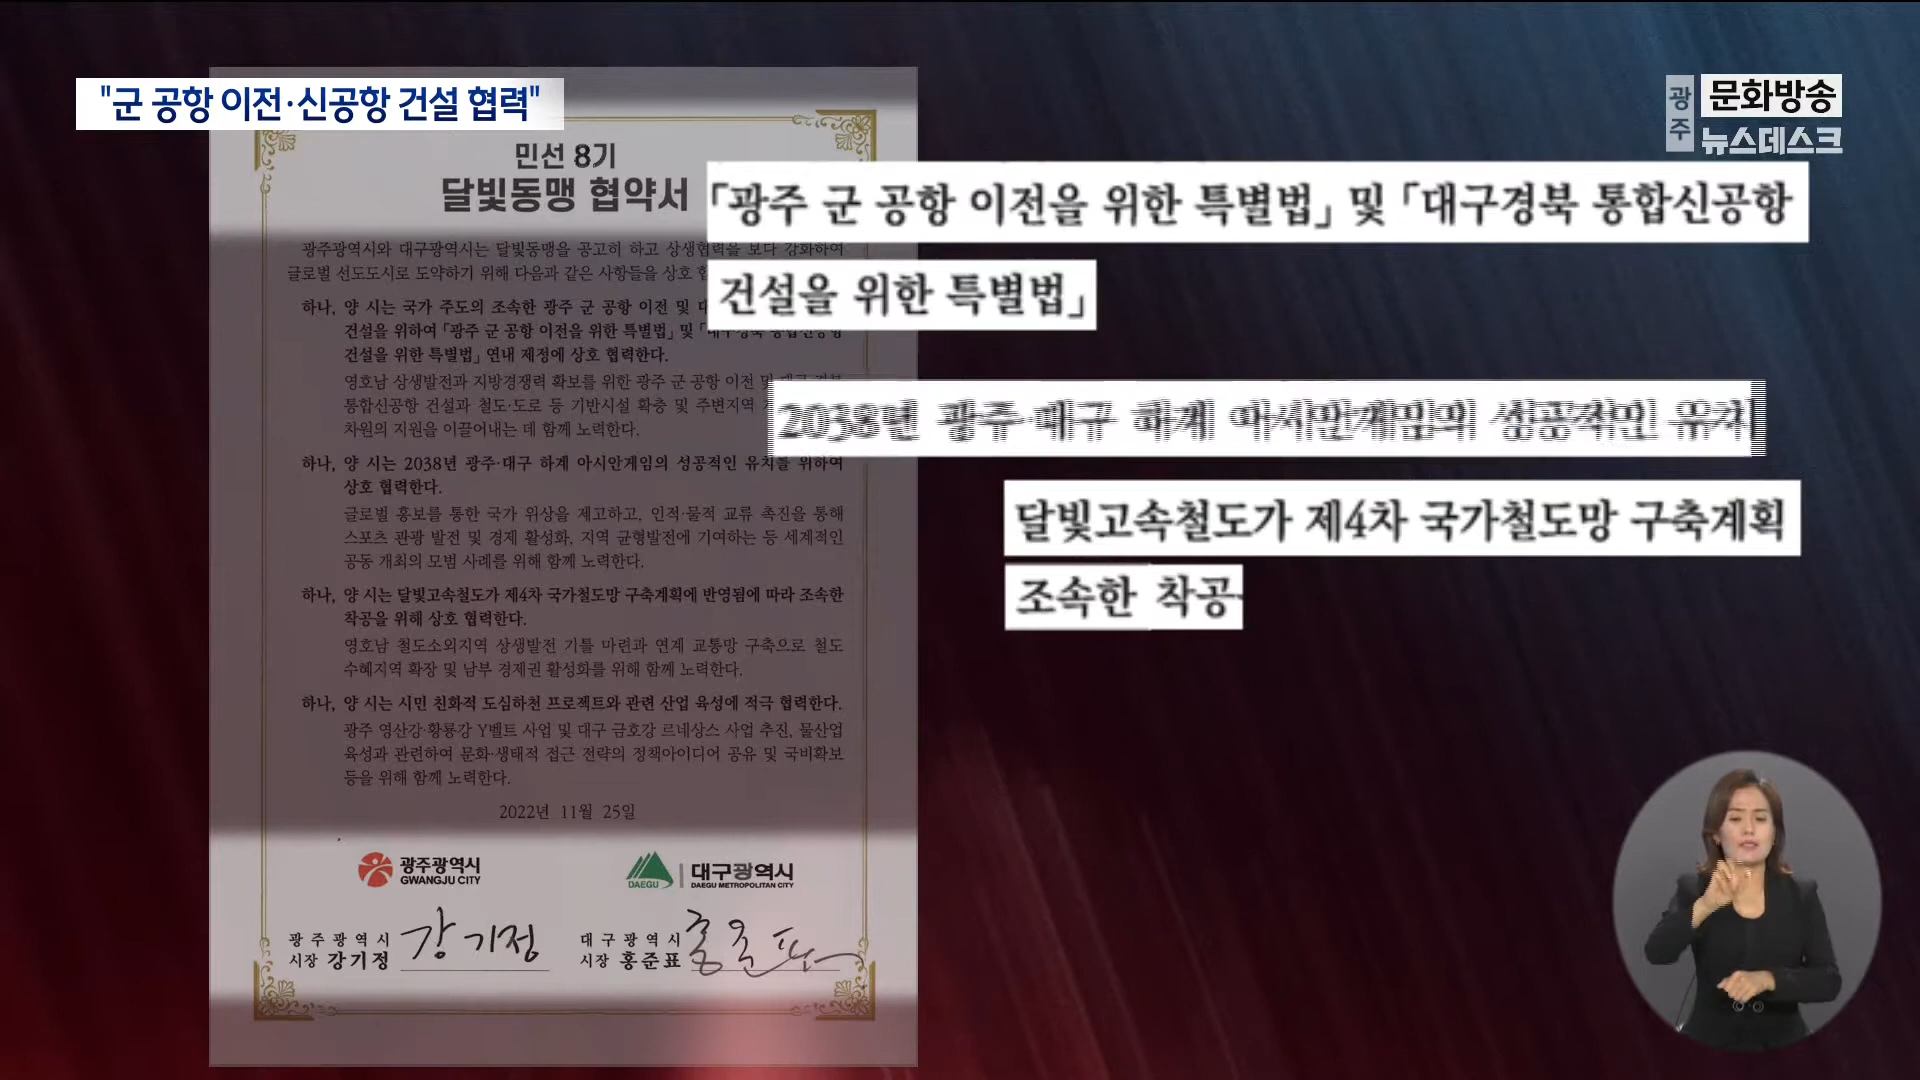 "군 공항 이전·신공항 건설 협력"
광주
문화방송
뉴스데스크
민선 8기
달빛동맹 협약서
「광주 군 공항 이전을 위한 특별법」 및 「대구경북 통합신공항
건설을 위한 특별법」
2038년 광주·대구 하계 아시안게임의 성공적인 유치
달빛고속철도가 제4차 국가철도망 구축계획
조속한 착공
광주광역시와 대구광역시는 달빛동맹을 공고히 하고 상생협력을 보다 강화하여
글로벌 선도도시로 도약하기 위해 다음과 같은 사항들을 상호
하나, 양 시는 국가 주도의 조속한 광주 군 공항 이전 및
건설을 위하여 「광주 군 공항 이전을 위한 특별법」 및 「대구경북 통합신공항
건설을 위한 특별법」 연내 제정에 상호 협력한다.
영호남 상생발전과 지방경쟁력 확보를 위한 광주 군 공항 이전 및
통합신공항 건설과 철도·도로 등 기반시설 확충 및 주변지역
차원의 지원을 이끌어내는 데 함께 노력한다.
하나, 양 시는 2038년 광주·대구 하계 아시안게임의 성공적인 유치를 위하여
상호 협력한다.
글로벌 홍보를 통한 국가 위상을 제고하고, 인적·물적 교류 촉진을 통해
스포츠 관광 발전 및 경제 활성화, 지역 균형발전에 기여하는 등 세계적인
공동 개최의 모범 사례를 위해 함께 노력한다.
하나, 양 시는 달빛고속철도가 제4차 국가철도망 구축계획에 반영됨에 따라 조속한
착공을 위해 상호 협력한다.
영호남 철도소외지역 상생발전 기틀 마련과 연계 교통망 구축으로 철도
수혜지역 확장 및 남부 경제권 활성화를 위해 함께 노력한다.
하나, 양 시는 시민 친화적 도심하천 프로젝트와 관련 산업 육성에 적극 협력한다.
광주 영산강·황룡강 Y벨트 사업 및 대구 금호강 르네상스 사업 추진, 물산업
육성과 관련하여 문화·생태적 접근 전략의 정책아이디어 공유 및 국비확보
등을 위해 함께 노력한다.
2022년 11월 25일
광주광역시
GWANGJU CITY
DAEGU
대구광역시
DAEGU METROPOLITAN CITY
광주광역시
시장 강기정
강기정
대구광역시
시장 홍준표
홍준표